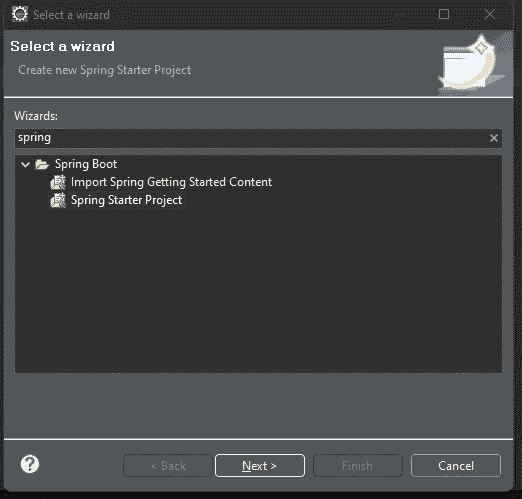 Select a wizard
Select a wizard
Create new Spring Starter Project
Wizards:
spring
Spring Boot
Import Spring Getting Started Content
Spring Starter Project
< Back
Next >
Finish
Cancel